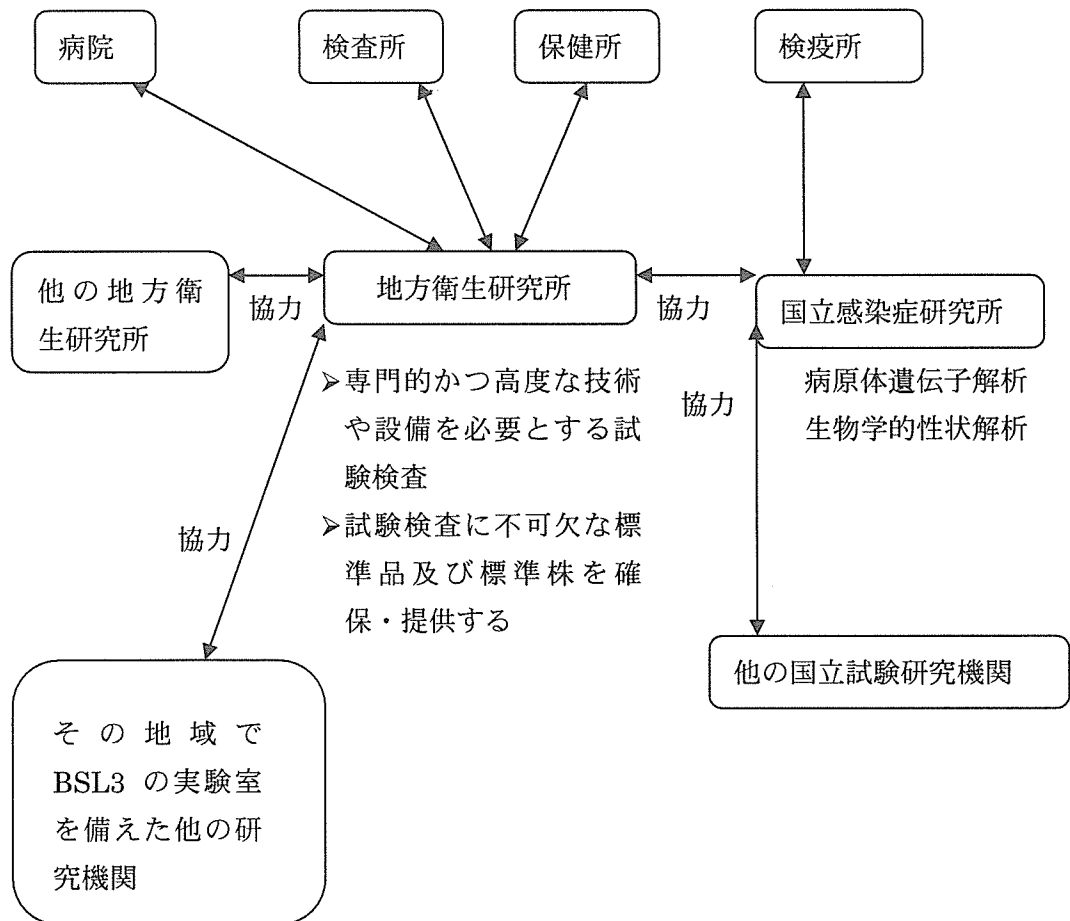 病院
検査所
保健所
検疫所
他の地方衛
生研究所
協力
地方衛生研究所
協力
国立感染症研究所
病原体遺伝子解析
生物学的性状解析
➢専門的かつ高度な技術
や設備を必要とする試
験検査
➢試験検査に不可欠な標
準品及び標準株を確
保・提供する
協力
協力
他の国立試験研究機関
その地域で
BSL3 の実験室
を備えた他の研
究機関